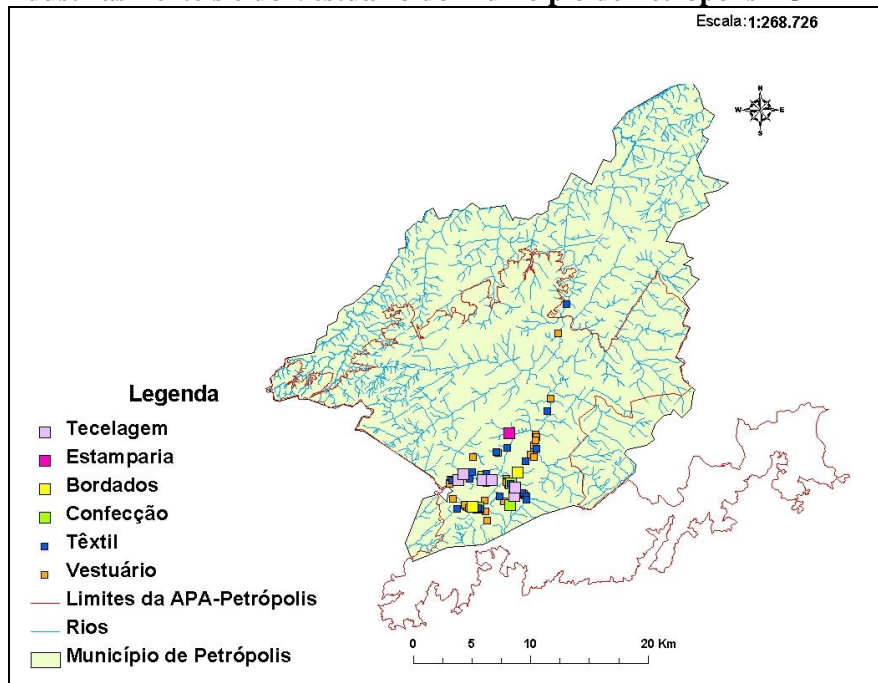 Escala:1:268.726
N
W E
S
Legenda
Tecelagem
Estamparia
Bordados
Confecção
Têxtil
Vestuário
Limites da APA-Petrópolis
Rios
Município de Petrópolis
0 5 10 20 Km